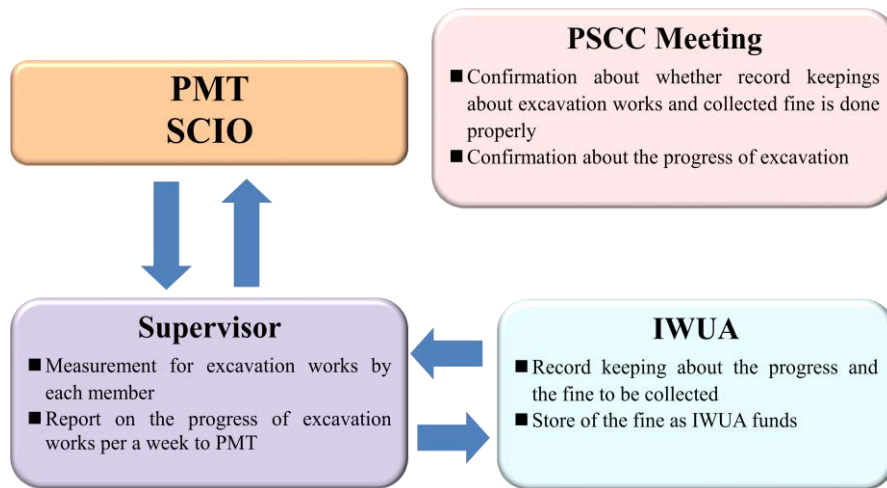 PMT
SCIO
PSCC Meeting
■ Confirmation about whether record keepings
about excavation works and collected fine is done
properly
■ Confirmation about the progress of excavation
Supervisor
■ Measurement for excavation works by
each member
■ Report on the progress of excavation
works per a week to PMT
IWUA
■ Record keeping about the progress and
the fine to be collected
■ Store of the fine as IWUA funds